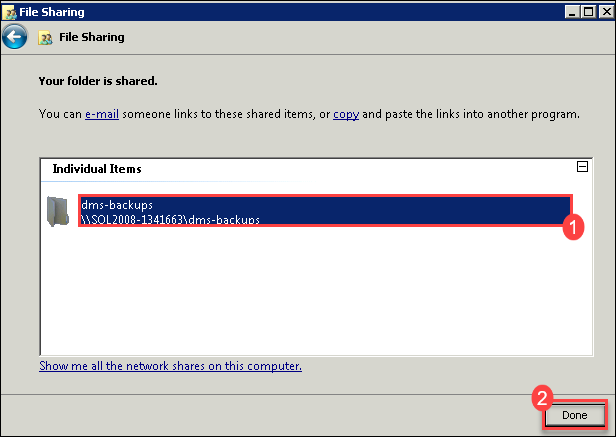 File Sharing
File Sharing
Your folder is shared.
You can e-mail someone links to these shared items, or copy and paste the links into another program.
Individual Items
dms-backups
\\SOL2008-1341663\dms-backups
1
Show me all the network shares on this computer.
2
Done